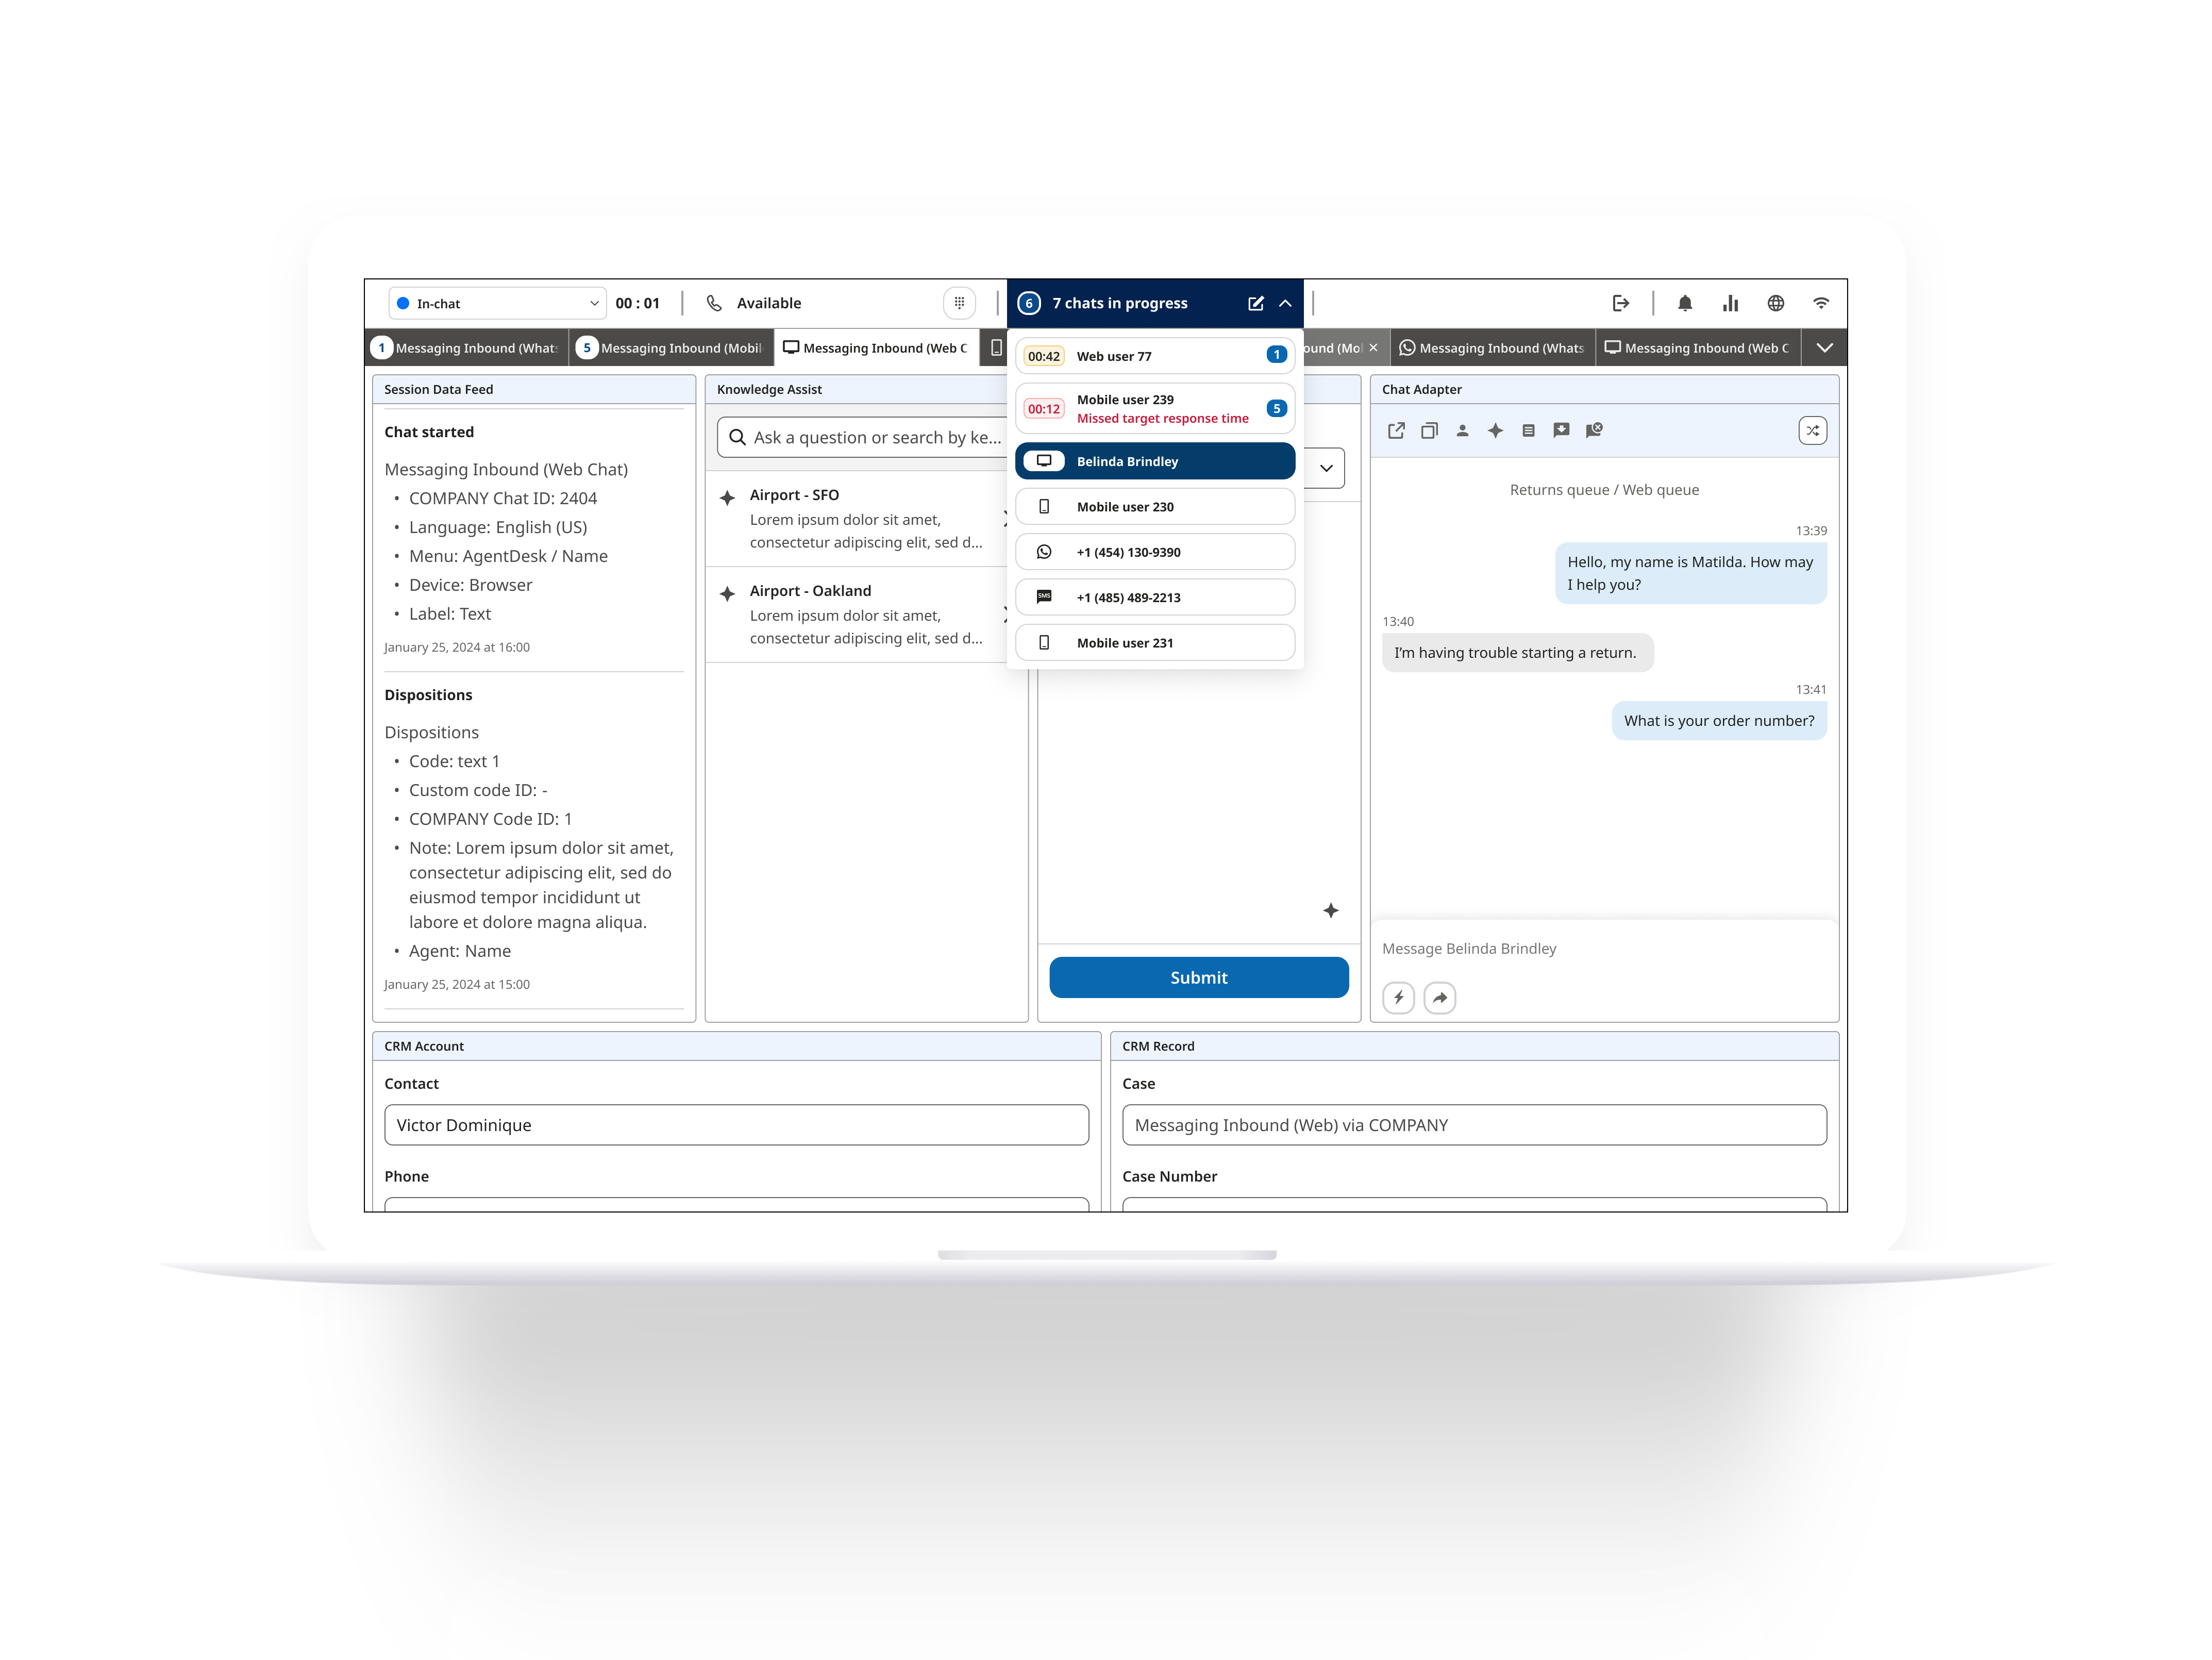 In-chat
00 : 01
Available
6
7 chats in progress
1
Messaging Inbound (What
5
Messaging Inbound (Mobil
Messaging Inbound (Web C
ound (Mo
Messaging Inbound (Whats
Messaging Inbound (Web C
00:42
Web user 77
1
00:12
Mobile user 239
Missed target response time
5
Belinda Brindley
Mobile user 230
+1 (454) 130-9390
SMS
+1 (485) 489-2213
Mobile user 231
Session Data Feed
Chat started
Messaging Inbound (Web Chat)
• COMPANY Chat ID: 2404
• Language: English (US)
• Menu: AgentDesk / Name
• Device: Browser
• Label: Text
January 25, 2024 at 16:00
Dispositions
Dispositions
• Code: text 1
• Custom code ID: -
• COMPANY Code ID: 1
• Note: Lorem ipsum dolor sit amet,
consectetur adipiscing elit, sed do
eiusmod tempor incididunt ut
labore et dolore magna aliqua.
• Agent: Name
January 25, 2024 at 15:00
Knowledge Assist
Ask a question or search by ke...
Airport - SFO
Lorem ipsum dolor sit amet,
consectetur adipiscing elit, sed d...
Airport - Oakland
Lorem ipsum dolor sit amet,
consectetur adipiscing elit, sed d...
Submit
Chat Adapter
Returns queue / Web queue
13:39
Hello, my name is Matilda. How may
I help you?
13:40
I'm having trouble starting a return.
13:41
What is your order number?
Message Belinda Brindley
CRM Account
Contact
Victor Dominique
Phone
CRM Record
Case
Messaging Inbound (Web) via COMPANY
Case Number